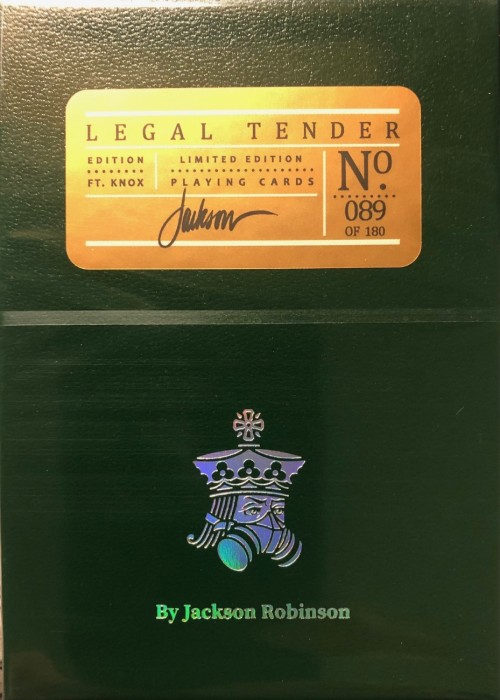 LEGAL TENDER
EDITION
FT. KNOX
LIMITED EDITION
PLAYING CARDS
Jackson
Nº.
089
OF 180
By Jackson Robinson